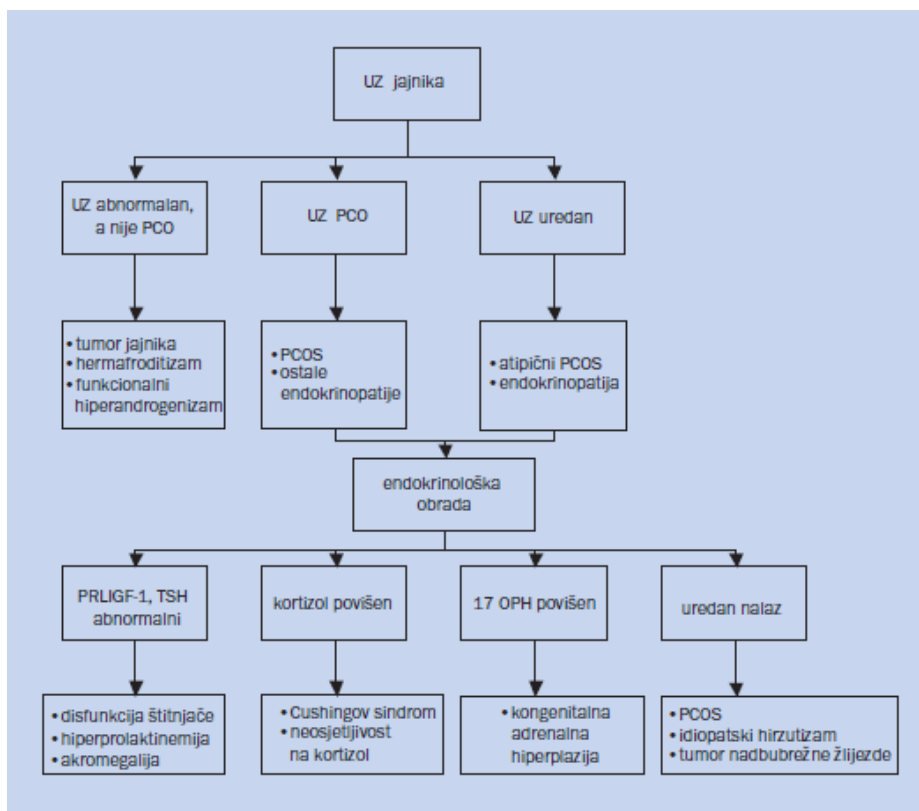 UZ jajnika
UZ abnormalan,
a nije PCO
UZ PCO
UZ uredan
• tumor jajnika
• hermafroditizam
• funkcionalni
hiperandrogenizam
• PCOS
• ostale
endokrinopatije
• atipični PCOS
• endokrinopatija
endokrinološka
obrada
PRLIGF-1, TSH
abnormalni
kortizol povišen
17 OPH povišen
uredan nalaz
• disfunkcija štitnjače
• hiperprolaktinemija
• akromegalija
• Cushingov sindrom
• neosjetljivost
na kortizol
• kongenitalna
adrenalna
hiperplazija
• PCOS
• idiopatski hirzutizam
• tumor nadbubrežne žlijezde